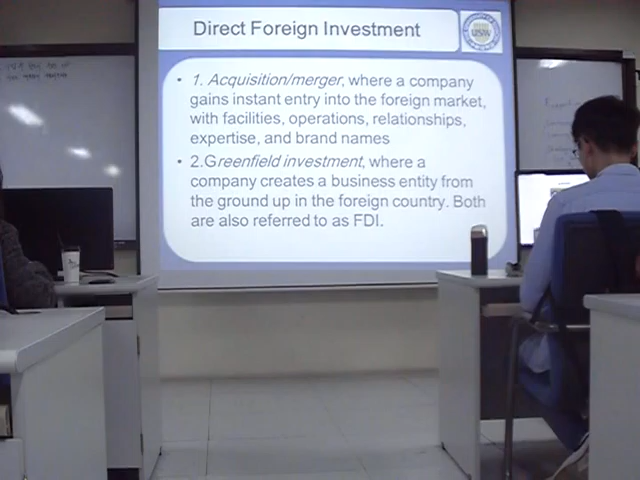 Direct Foreign Investment
USW
• 1. Acquisition/merger, where a company
gains instant entry into the foreign market,
with facilities, operations, relationships,
expertise, and brand names
• 2.Greenfield investment, where a
company creates a business entity from
the ground up in the foreign country. Both
are also referred to as FDI.